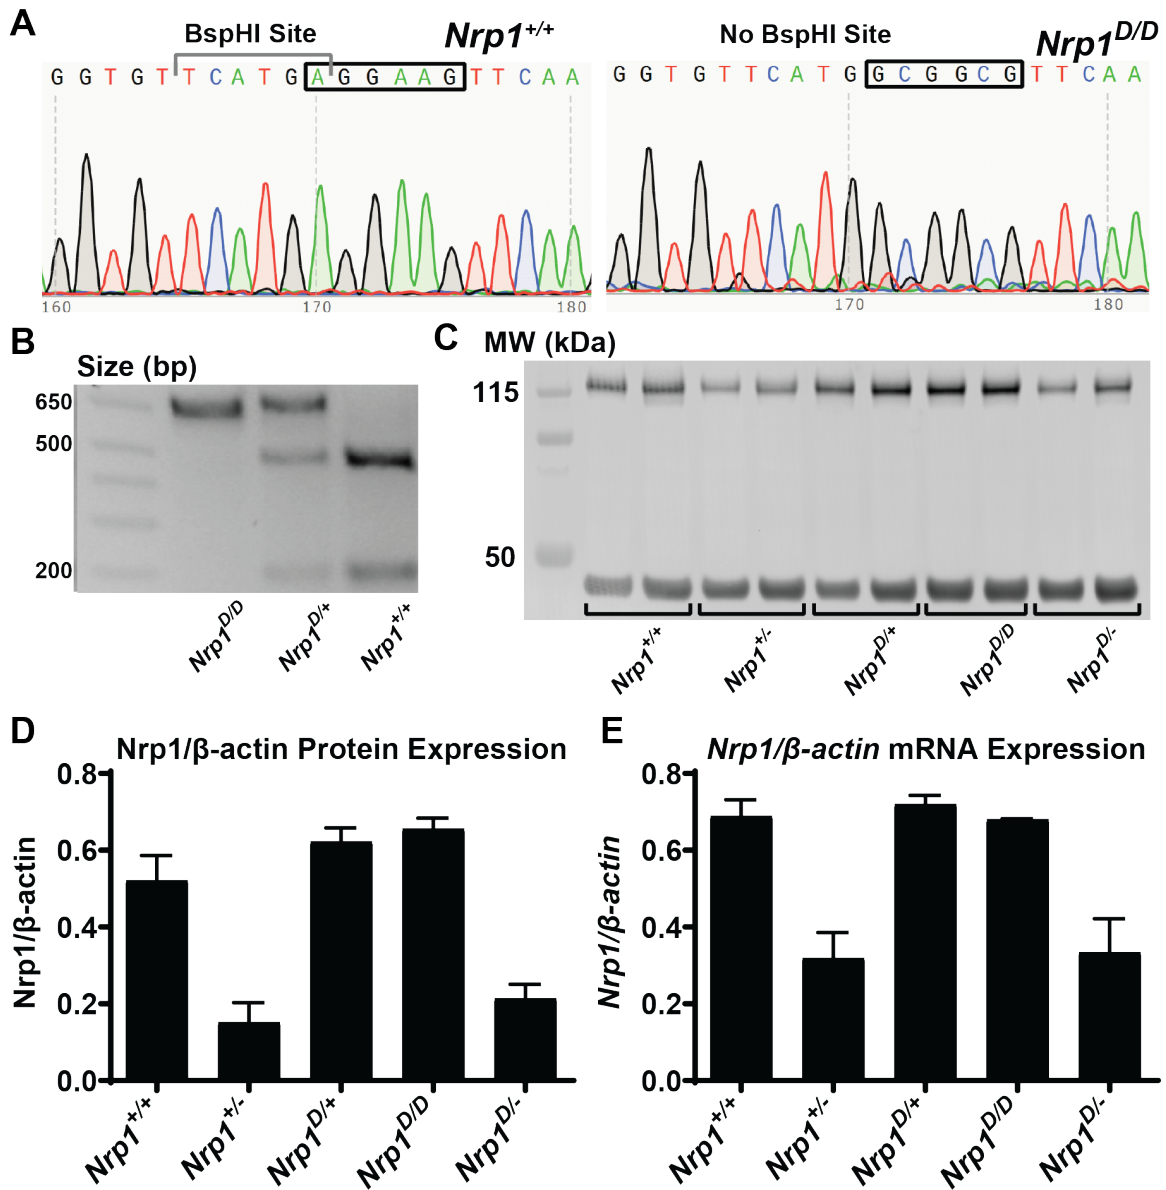 A
BspHI Site
Nrp1+/+
G G T G T T C A T G A G G A A G T T C A A
160 170 180
No BspHI Site
Nrp1D/D
G G T G T T C A T G G C G G C G T T C A A
170 180
B
Size (bp)
650
500
200
Nrp1D/D Nrp1D/+ Nrp1+/+
C
MW (kDa)
115
50
Nrp1+/+ Nrp1+/- Nrp1D/+ Nrp1D/D Nrp1D/-
D
Nrp1/β-actin Protein Expression
Nrp1/β-actin
0.8
0.6
0.4
0.2
0.0
Nrp1+/+ Nrp1+/- Nrp1D/+ Nrp1D/D Nrp1D/-
E
Nrp1/β-actin mRNA Expression
Nrp1/β-actin
0.8
0.6
0.4
0.2
0.0
Nrp1+/+ Nrp1+/- Nrp1D/+ Nrp1D/D Nrp1D/-